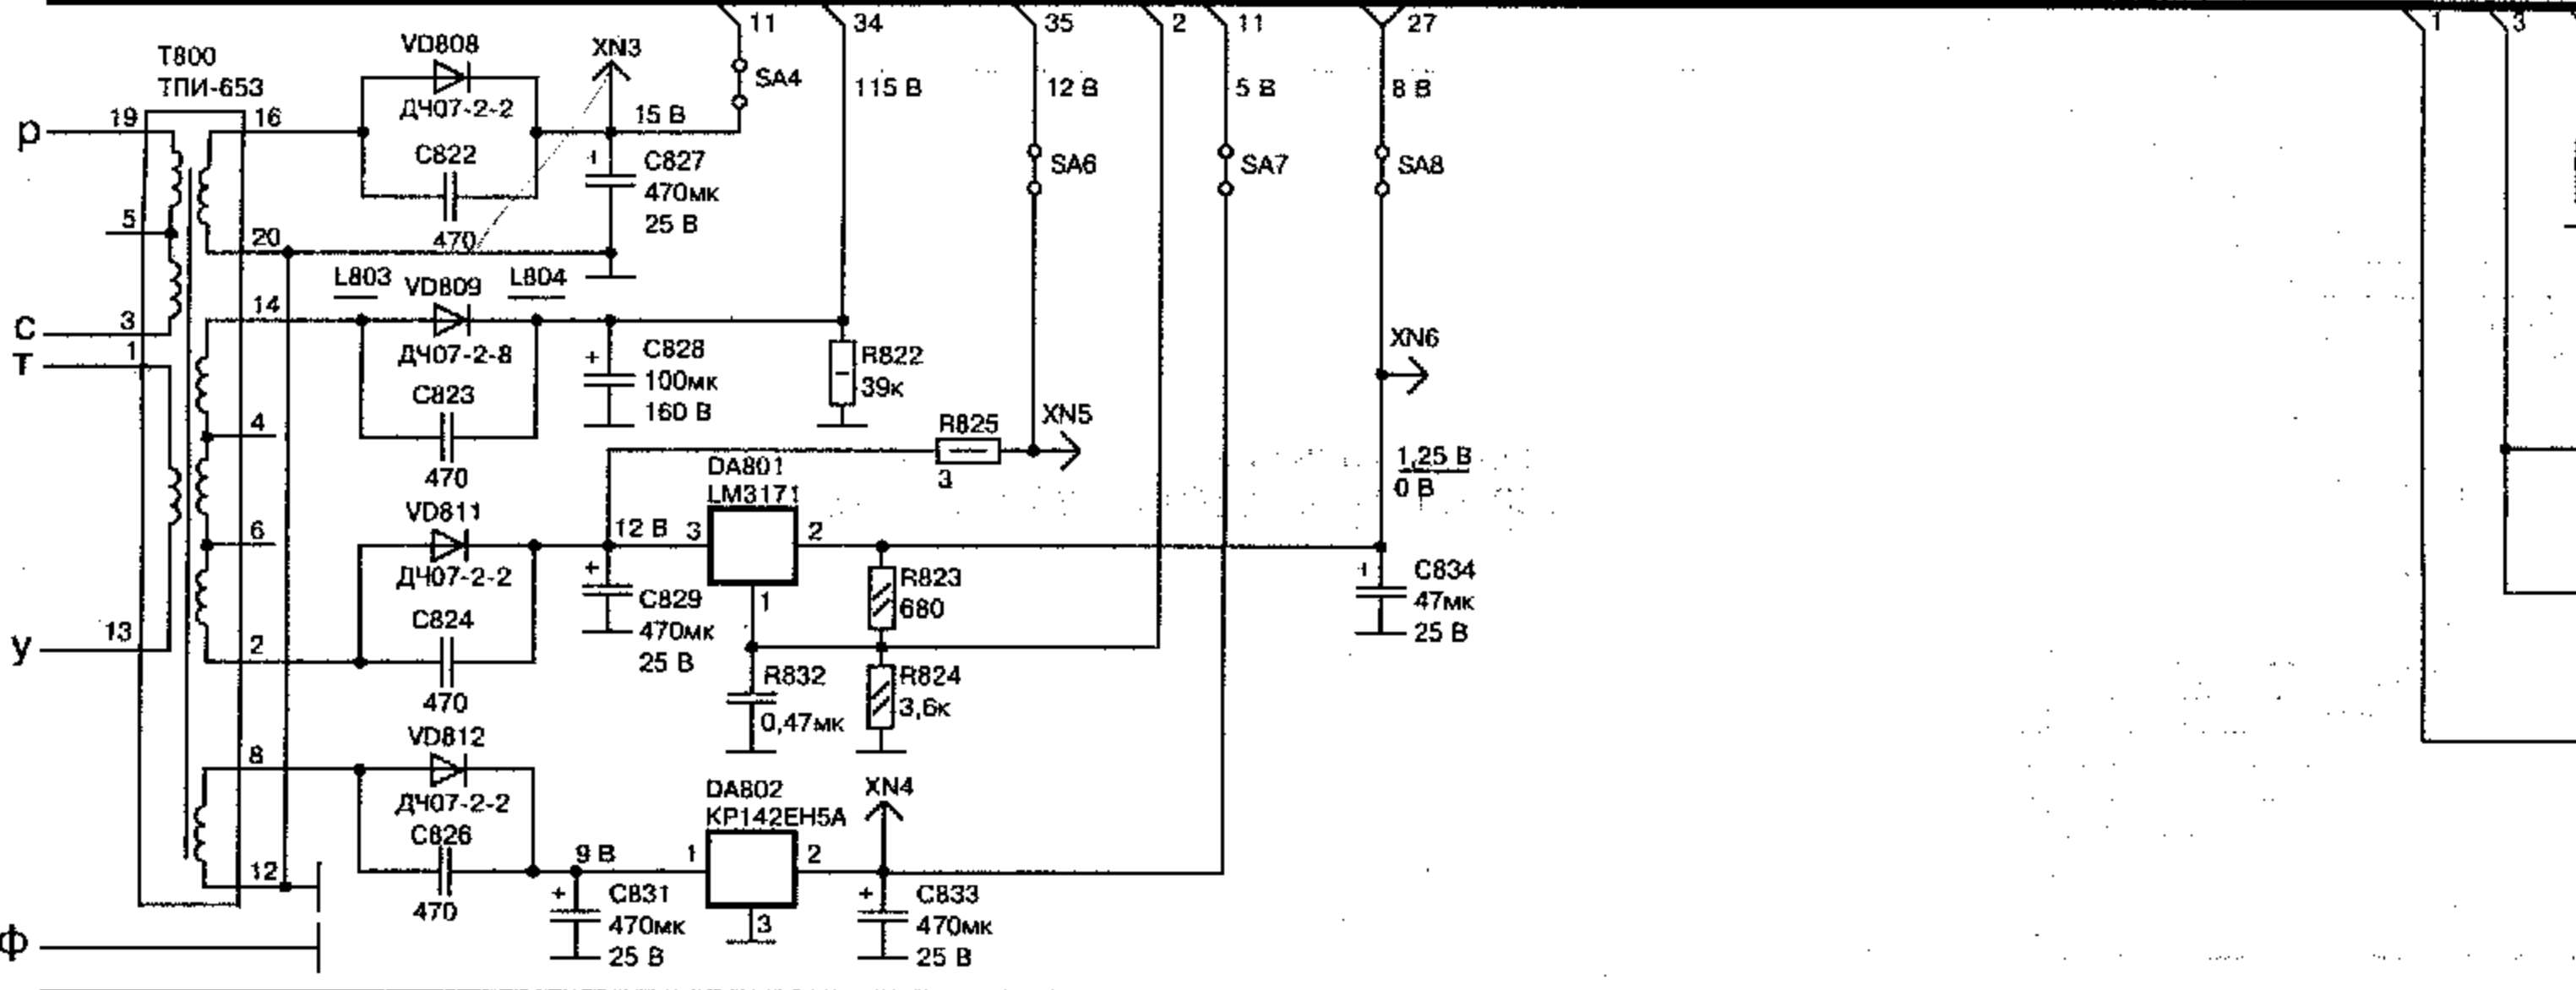 11
34
35
2
11
27
1
3
T800
ТПИ-653
VD808
XN3
SA4
ДЧ07-2-2
15 В
115 В
12 В
5 В
8 В
р
19
16
C822
C827
470мк
25 В
SA6
SA7
SA8
5
20
470
L803
VD809
L804
с
3
14
т
1
ДЧ07-2-8
C828
100мк
160 В
R822
39к
XN6
C823
4
470
R825
3
XN5
1,25 В
0 В
DA801
LM3171
VD811
6
12 В
3
2
ДЧ07-2-2
C829
470мк
25 В
1
R823
680
C834
47мк
25 В
C824
у
13
2
470
R832
0,47мк
R824
3,6к
VD812
8
ДЧ07-2-2
DA802
КР142ЕН5А
XN4
C826
12
470
9 В
1
2
3
C831
470мк
25 В
C833
470мк
25 В
ф